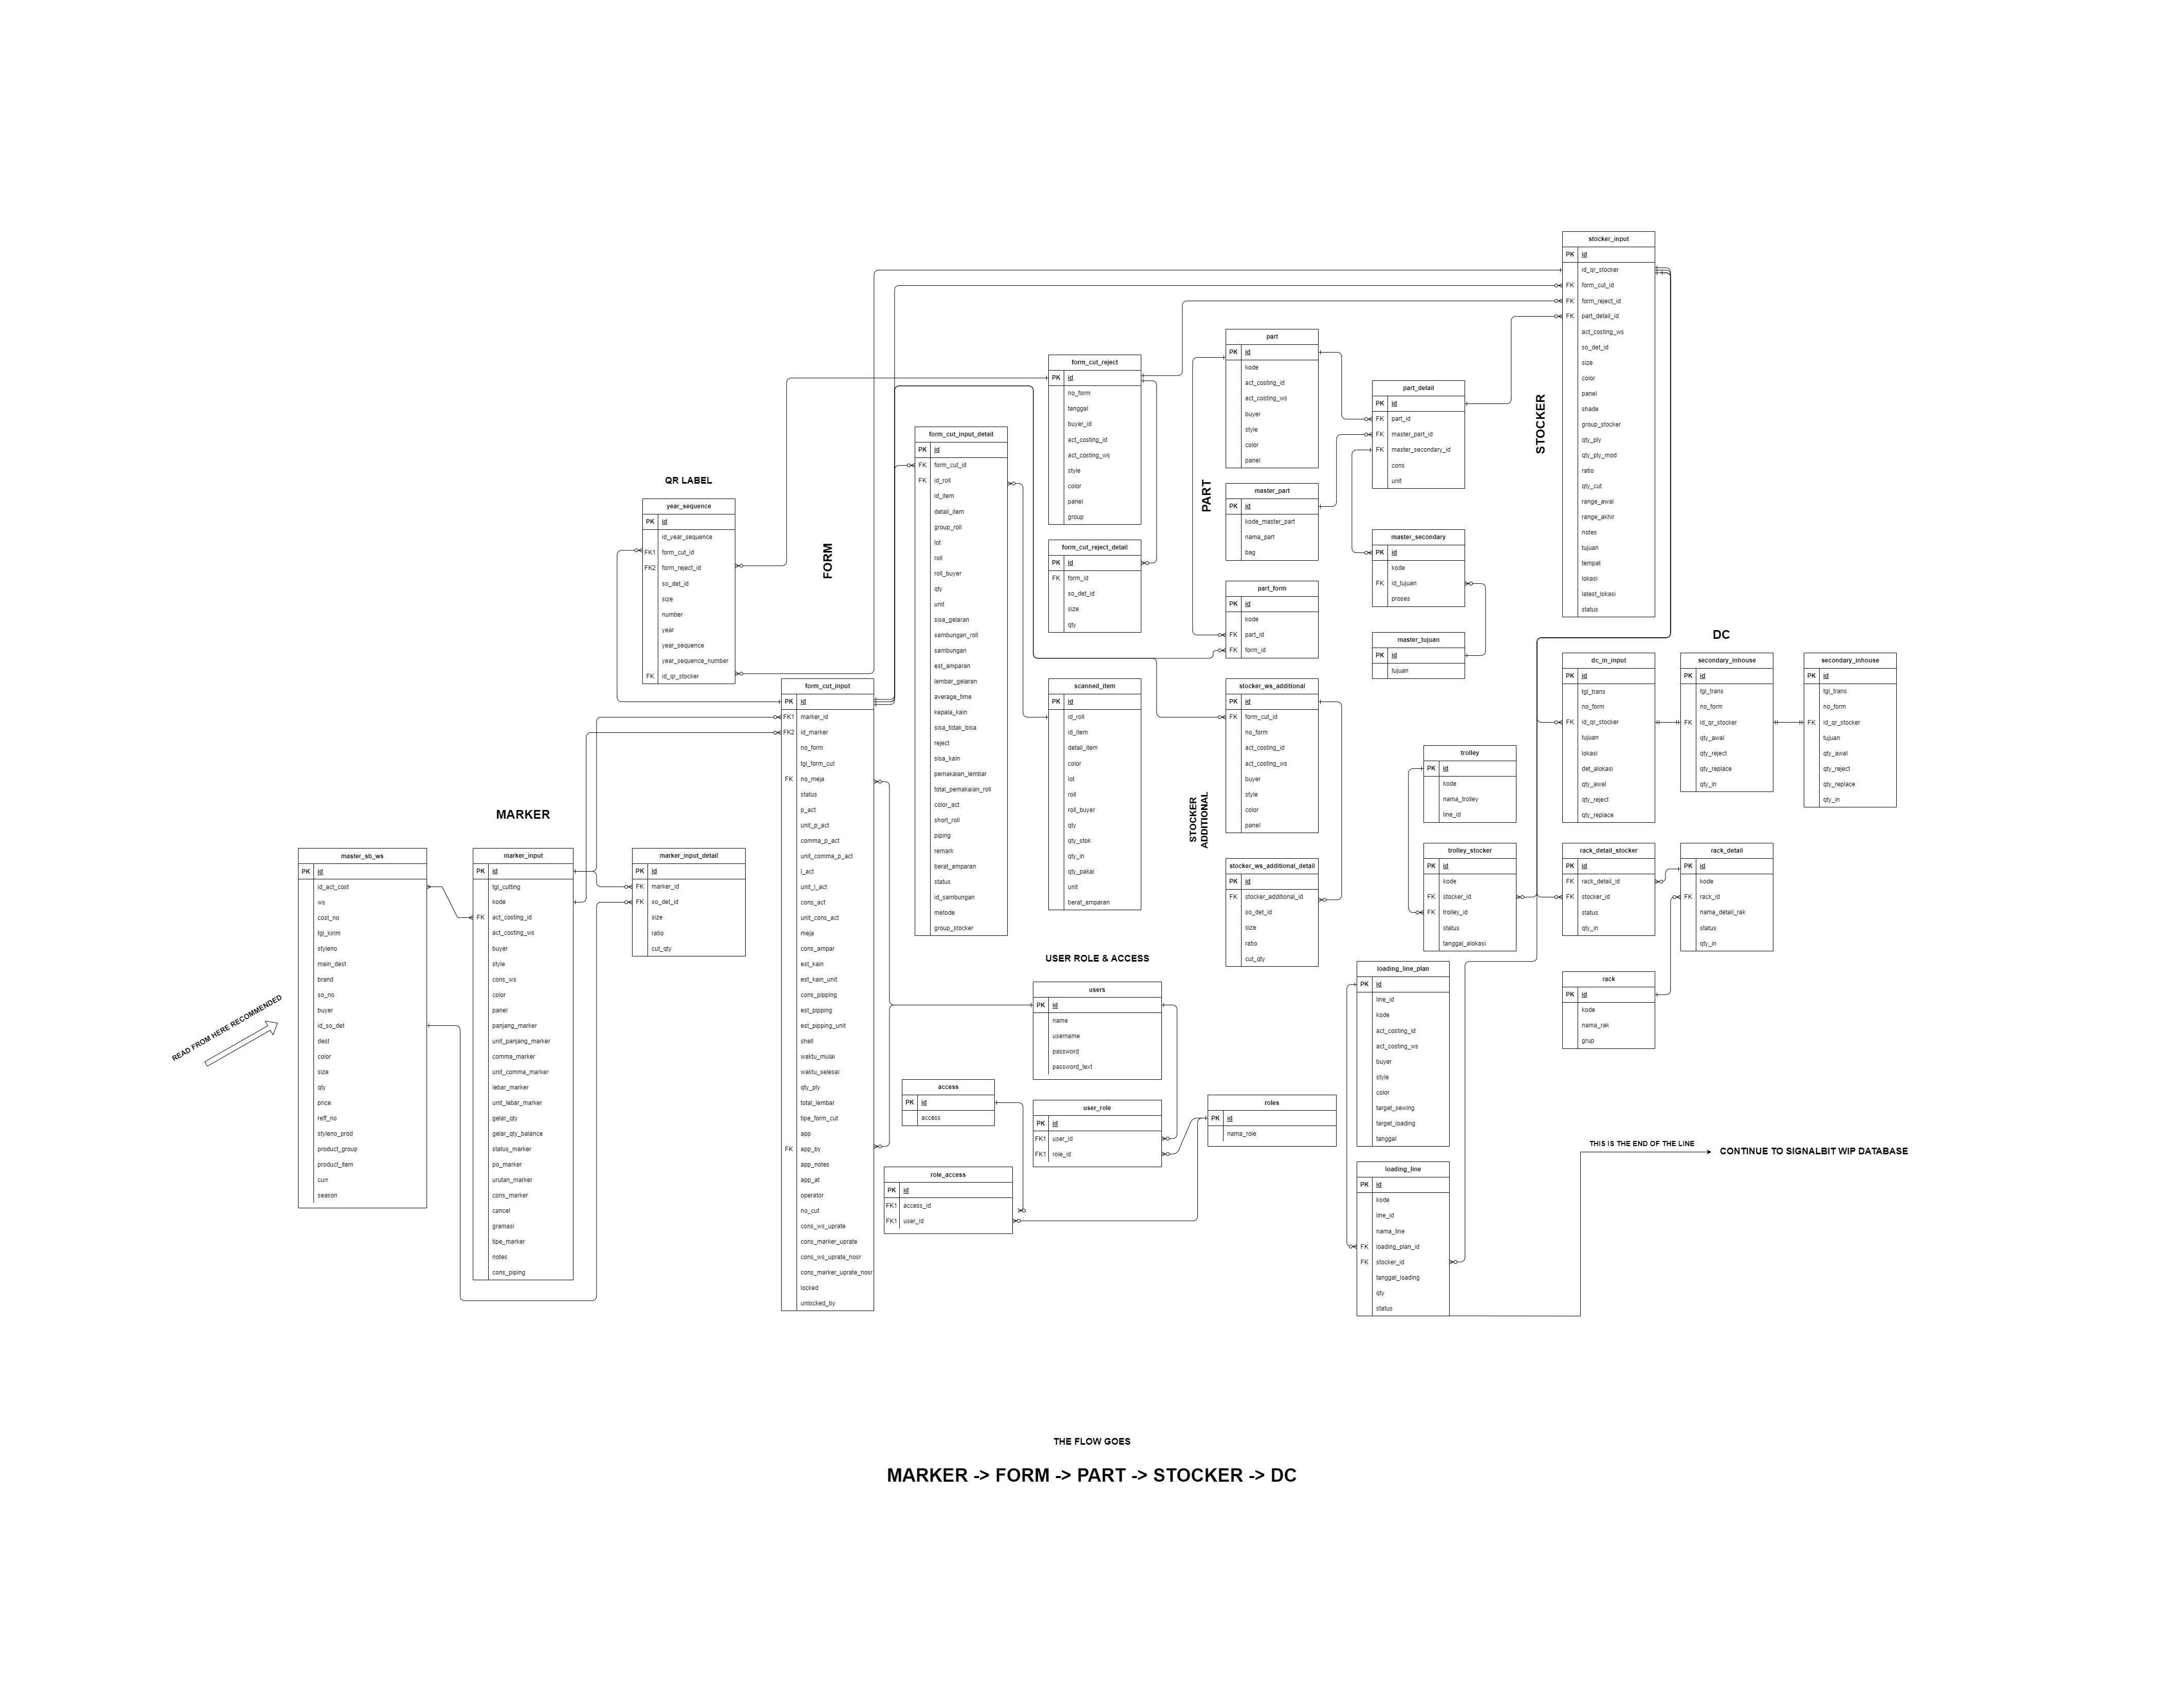 STOCKER
stocker_input
PK id
id_qr_stocker
FK form_cut_id
FK form_reject_id
FK part_detail_id
act_costing_ws
so_det_id
size
color
panel
shade
group_stocker
qty_ply
qty_ply_mod
ratio
qty_cut
range_awal
range_akhir
notes
tujuan
tempat
lokasi
latest_lokasi
status
PART
part
PK id
kode
act_costing_id
act_costing_ws
buyer
style
color
panel
master_part
PK id
kode_master_part
nama_part
bag
part_form
PK id
kode
FK part_id
FK form_id
part_detail
PK id
FK part_id
FK master_part_id
FK master_secondary_id
cons
unit
master_secondary
PK id
kode
FK id_tujuan
proses
master_tujuan
PK id
tujuan
form_cut_reject
PK id
no_form
tanggal
buyer_id
act_costing_id
act_costing_ws
style
color
panel
group
form_cut_reject_detail
PK id
FK form_id
so_det_id
size
qty
QR LABEL
year_sequence
PK id
id_year_sequence
FK1 form_cut_id
FK2 form_reject_id
so_det_id
size
number
year
year_sequence
year_sequence_number
FK id_qr_stocker
FORM
form_cut_input_detail
PK id
FK form_cut_id
FK id_roll
id_item
detail_item
group_roll
lot
roll
roll_buyer
qty
unit
sisa_gelaran
sambungan_roll
sambungan
est_amparan
lembar_gelaran
average_time
kepala_kain
sisa_tidak_bisa
reject
sisa_kain
pemakaian_lembar
total_pemakaian_roll
color_act
short_roll
piping
remark
berat_amparan
status
id_sambungan
metode
group_stocker
form_cut_input
PK id
FK1 marker_id
FK2 id_marker
no_form
tgl_form_cut
FK no_meja
status
p_act
unit_p_act
comma_p_act
unit_comma_p_act
l_act
unit_l_act
cons_act
unit_cons_act
meja
cons_ampar
est_kain
est_kain_unit
cons_pipping
est_pipping
est_pipping_unit
shell
waktu_mulai
waktu_selesai
qty_ply
total_lembar
tipe_form_cut
app
FK app_by
app_notes
app_at
operator
no_cut
cons_ws_uprate
cons_marker_uprate
cons_ws_uprate_nosr
cons_marker_uprate_nosr
locked
unlocked_by
scanned_item
PK id
id_roll
id_item
detail_item
color
lot
roll
roll_buyer
qty
qty_stok
qty_in
qty_pakai
unit
berat_amparan
STOCKER
ADDITIONAL
stocker_ws_additional
PK id
FK form_cut_id
no_form
act_costing_id
act_costing_ws
buyer
style
color
panel
stocker_ws_additional_detail
PK id
FK stocker_additional_id
so_det_id
size
ratio
cut_qty
MARKER
READ FROM HERE RECOMMENDED
master_sb_ws
PK id
id_act_cost
ws
cost_no
tgl_kirim
styleno
main_dest
brand
so_no
buyer
id_so_det
dest
color
size
qty
price
reff_no
styleno_prod
product_group
product_item
curr
season
marker_input
PK id
tgl_cutting
kode
FK act_costing_id
act_costing_ws
buyer
style
cons_ws
color
panel
panjang_marker
unit_panjang_marker
comma_marker
unit_comma_marker
lebar_marker
unit_lebar_marker
gelar_qty
gelar_qty_balance
status_marker
po_marker
urutan_marker
cons_marker
cancel
gramasi
tipe_marker
notes
cons_piping
marker_input_detail
PK id
FK marker_id
FK so_det_id
size
ratio
cut_qty
USER ROLE & ACCESS
users
PK id
name
username
password
password_text
access
PK id
access
user_role
PK id
FK1 user_id
FK1 role_id
roles
PK id
nama_role
role_access
PK id
FK1 access_id
FK1 user_id
DC
dc_in_input
PK id
tgl_trans
no_form
FK id_qr_stocker
tujuan
lokasi
det_alokasi
qty_awal
qty_reject
qty_replace
secondary_inhouse
PK id
tgl_trans
no_form
FK id_qr_stocker
qty_awal
qty_reject
qty_replace
qty_in
secondary_inhouse
PK id
tgl_trans
no_form
FK id_qr_stocker
tujuan
qty_awal
qty_reject
qty_replace
qty_in
trolley
PK id
kode
nama_trolley
line_id
trolley_stocker
PK id
kode
FK stocker_id
FK trolley_id
status
tanggal_alokasi
rack_detail_stocker
PK id
FK rack_detail_id
FK stocker_id
status
qty_in
rack_detail
PK id
kode
FK rack_id
nama_detail_rak
status
qty_in
rack
PK id
kode
nama_rak
grup
loading_line_plan
PK id
line_id
kode
act_costing_id
act_costing_ws
buyer
style
color
target_sewing
target_loading
tanggal
loading_line
PK id
kode
line_id
nama_line
FK loading_plan_id
FK stocker_id
tanggal_loading
qty
status
THIS IS THE END OF THE LINE
CONTINUE TO SIGNALBIT WIP DATABASE
THE FLOW GOES
MARKER -> FORM -> PART -> STOCKER -> DC